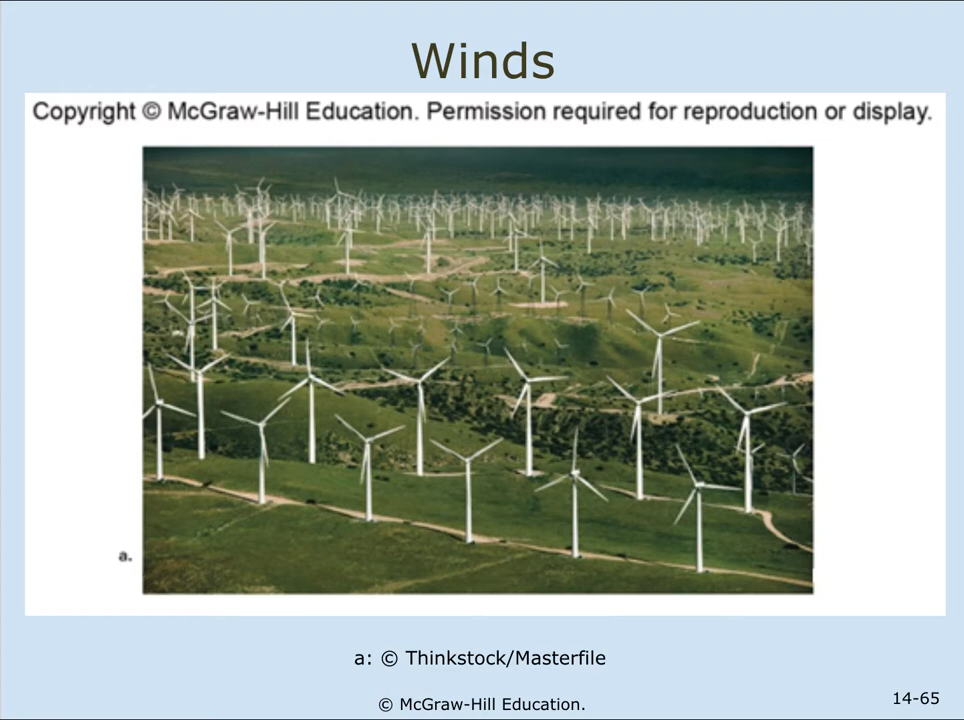 Winds
Copyright © McGraw-Hill Education. Permission required for reproduction or display.
a.
a: © Thinkstock/Masterfile
© McGraw-Hill Education.
14-65